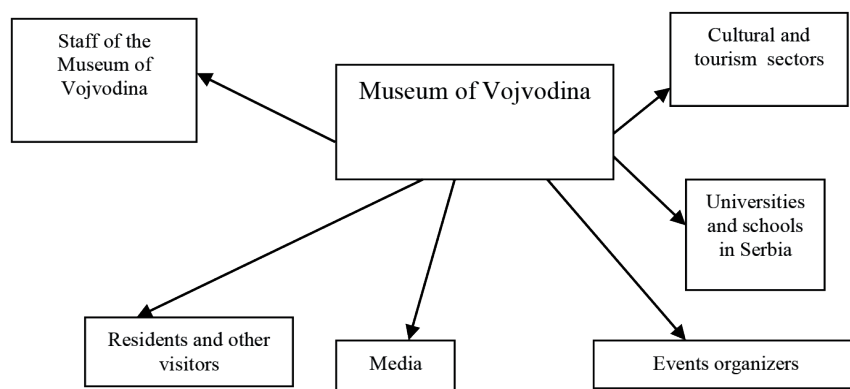 Staff of the
Museum of
Vojvodina
Museum of Vojvodina
Cultural and
tourism sectors
Universities
and schools
in Serbia
Residents and other
visitors
Media
Events organizers